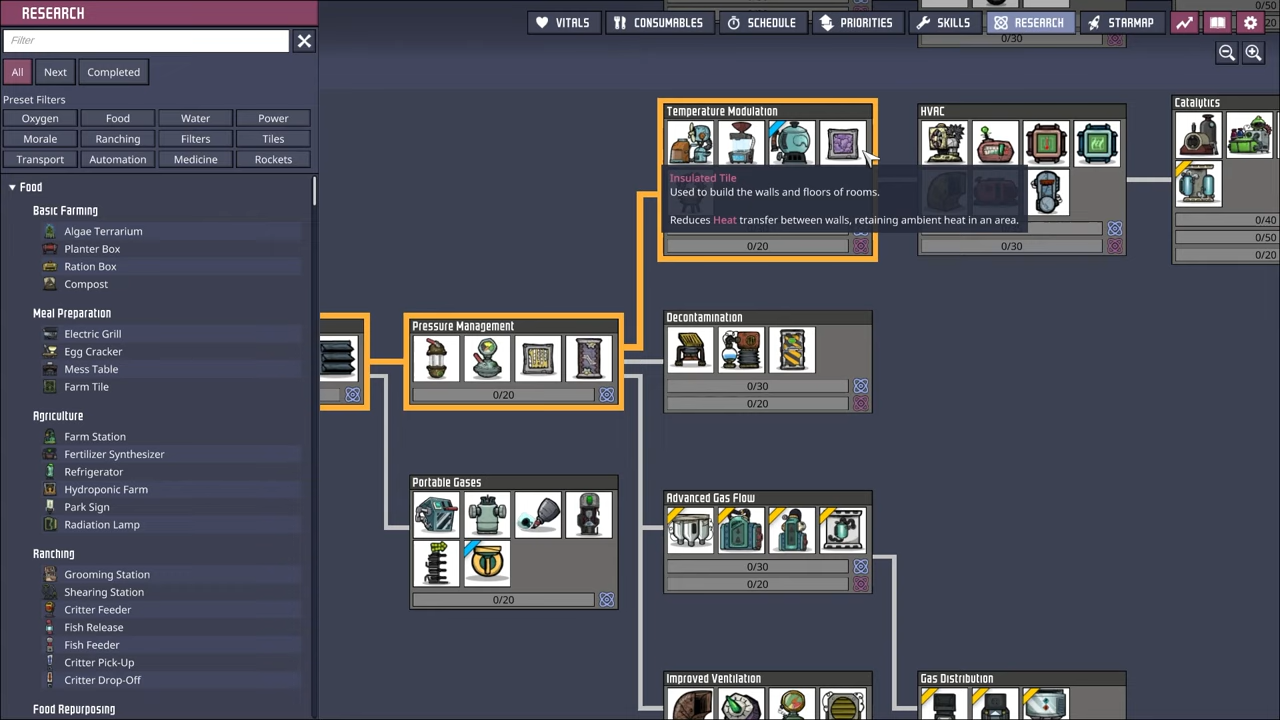 RESEARCH
VITALS
CONSUMABLES
SCHEDULE
PRIORITIES
SKILLS
RESEARCH
STARMAP
Filter
All
Next
Completed
Preset Filters
Oxygen
Food
Water
Power
Morale
Ranching
Filters
Tiles
Transport
Automation
Medicine
Rockets
Food
Basic Farming
Algae Terrarium
Planter Box
Ration Box
Compost
Meal Preparation
Electric Grill
Egg Cracker
Mess Table
Farm Tile
Agriculture
Farm Station
Fertilizer Synthesizer
Refrigerator
Hydroponic Farm
Park Sign
Radiation Lamp
Ranching
Grooming Station
Shearing Station
Critter Feeder
Fish Release
Fish Feeder
Critter Pick-Up
Critter Drop-Off
Food Repurposing
0/50
0/20
0/30
Temperature Modulation
Insulated Tile
Used to build the walls and floors of rooms.
Reduces Heat transfer between walls, retaining ambient heat in an area.
0/20
HVAC
0/30
Catalytics
0/40
0/50
0/20
Pressure Management
0/20
Decontamination
0/30
0/20
Portable Gases
0/20
Advanced Gas Flow
0/30
0/20
Improved Ventilation
Gas Distribution